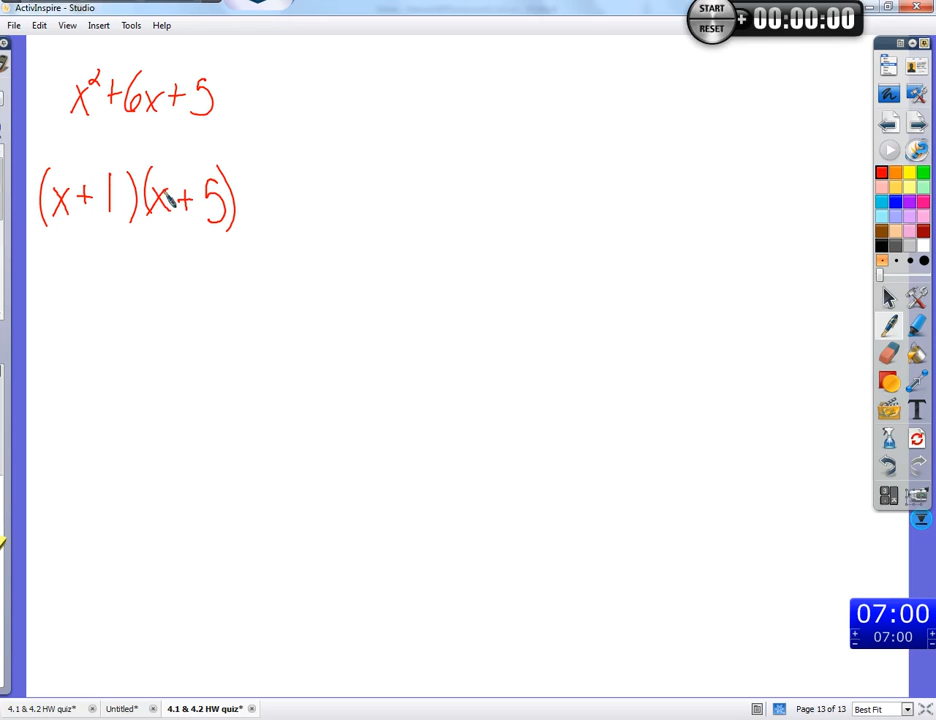 ActivInspire - Studio
START
RESET
00:00:00
File Edit View Insert Tools Help
x²+6x+5
(x+1)(x+5)
T
07:00
07:00
4.1 & 4.2 HW quiz* Untitled* 4.1 & 4.2 HW quiz*
Page 13 of 13 Best Fit